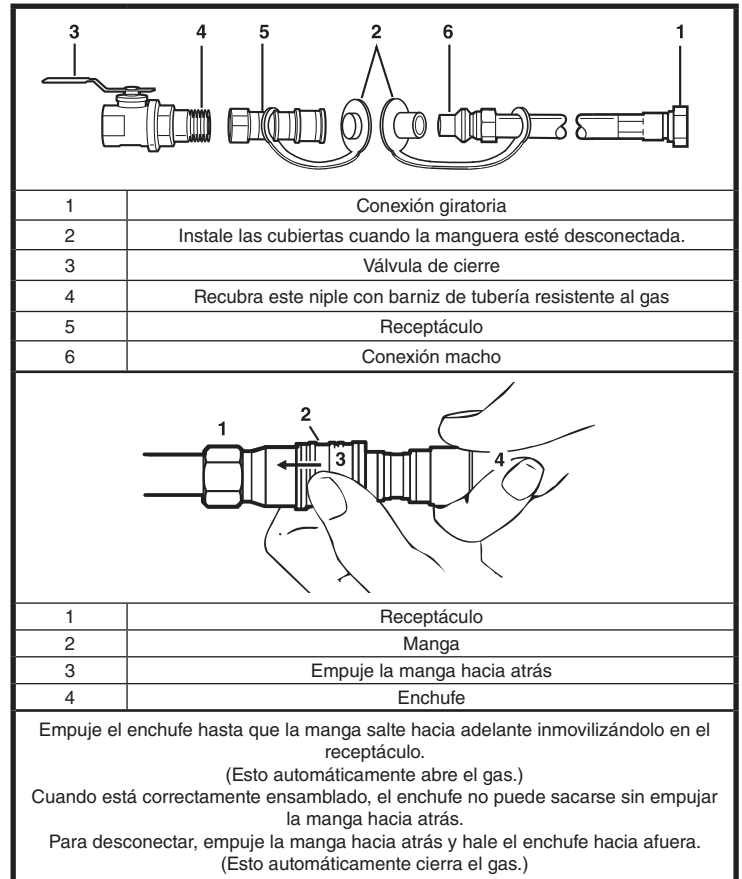 3 4 5 2 6 1
1 Conexión giratoria
2 Instale las cubiertas cuando la manguera esté desconectada.
3 Válvula de cierre
4 Recubra este niple con barniz de tubería resistente al gas
5 Receptáculo
6 Conexión macho
1 2 3 4
1 Receptáculo
2 Manga
3 Empuje la manga hacia atrás
4 Enchufe
Empuje el enchufe hasta que la manga salte hacia adelante inmovilizándolo en el
receptáculo.
(Esto automáticamente abre el gas.)
Cuando está correctamente ensamblado, el enchufe no puede sacarse sin empujar
la manga hacia atrás.
Para desconectar, empuje la manga hacia atrás y hale el enchufe hacia afuera.
(Esto automáticamente cierra el gas.)